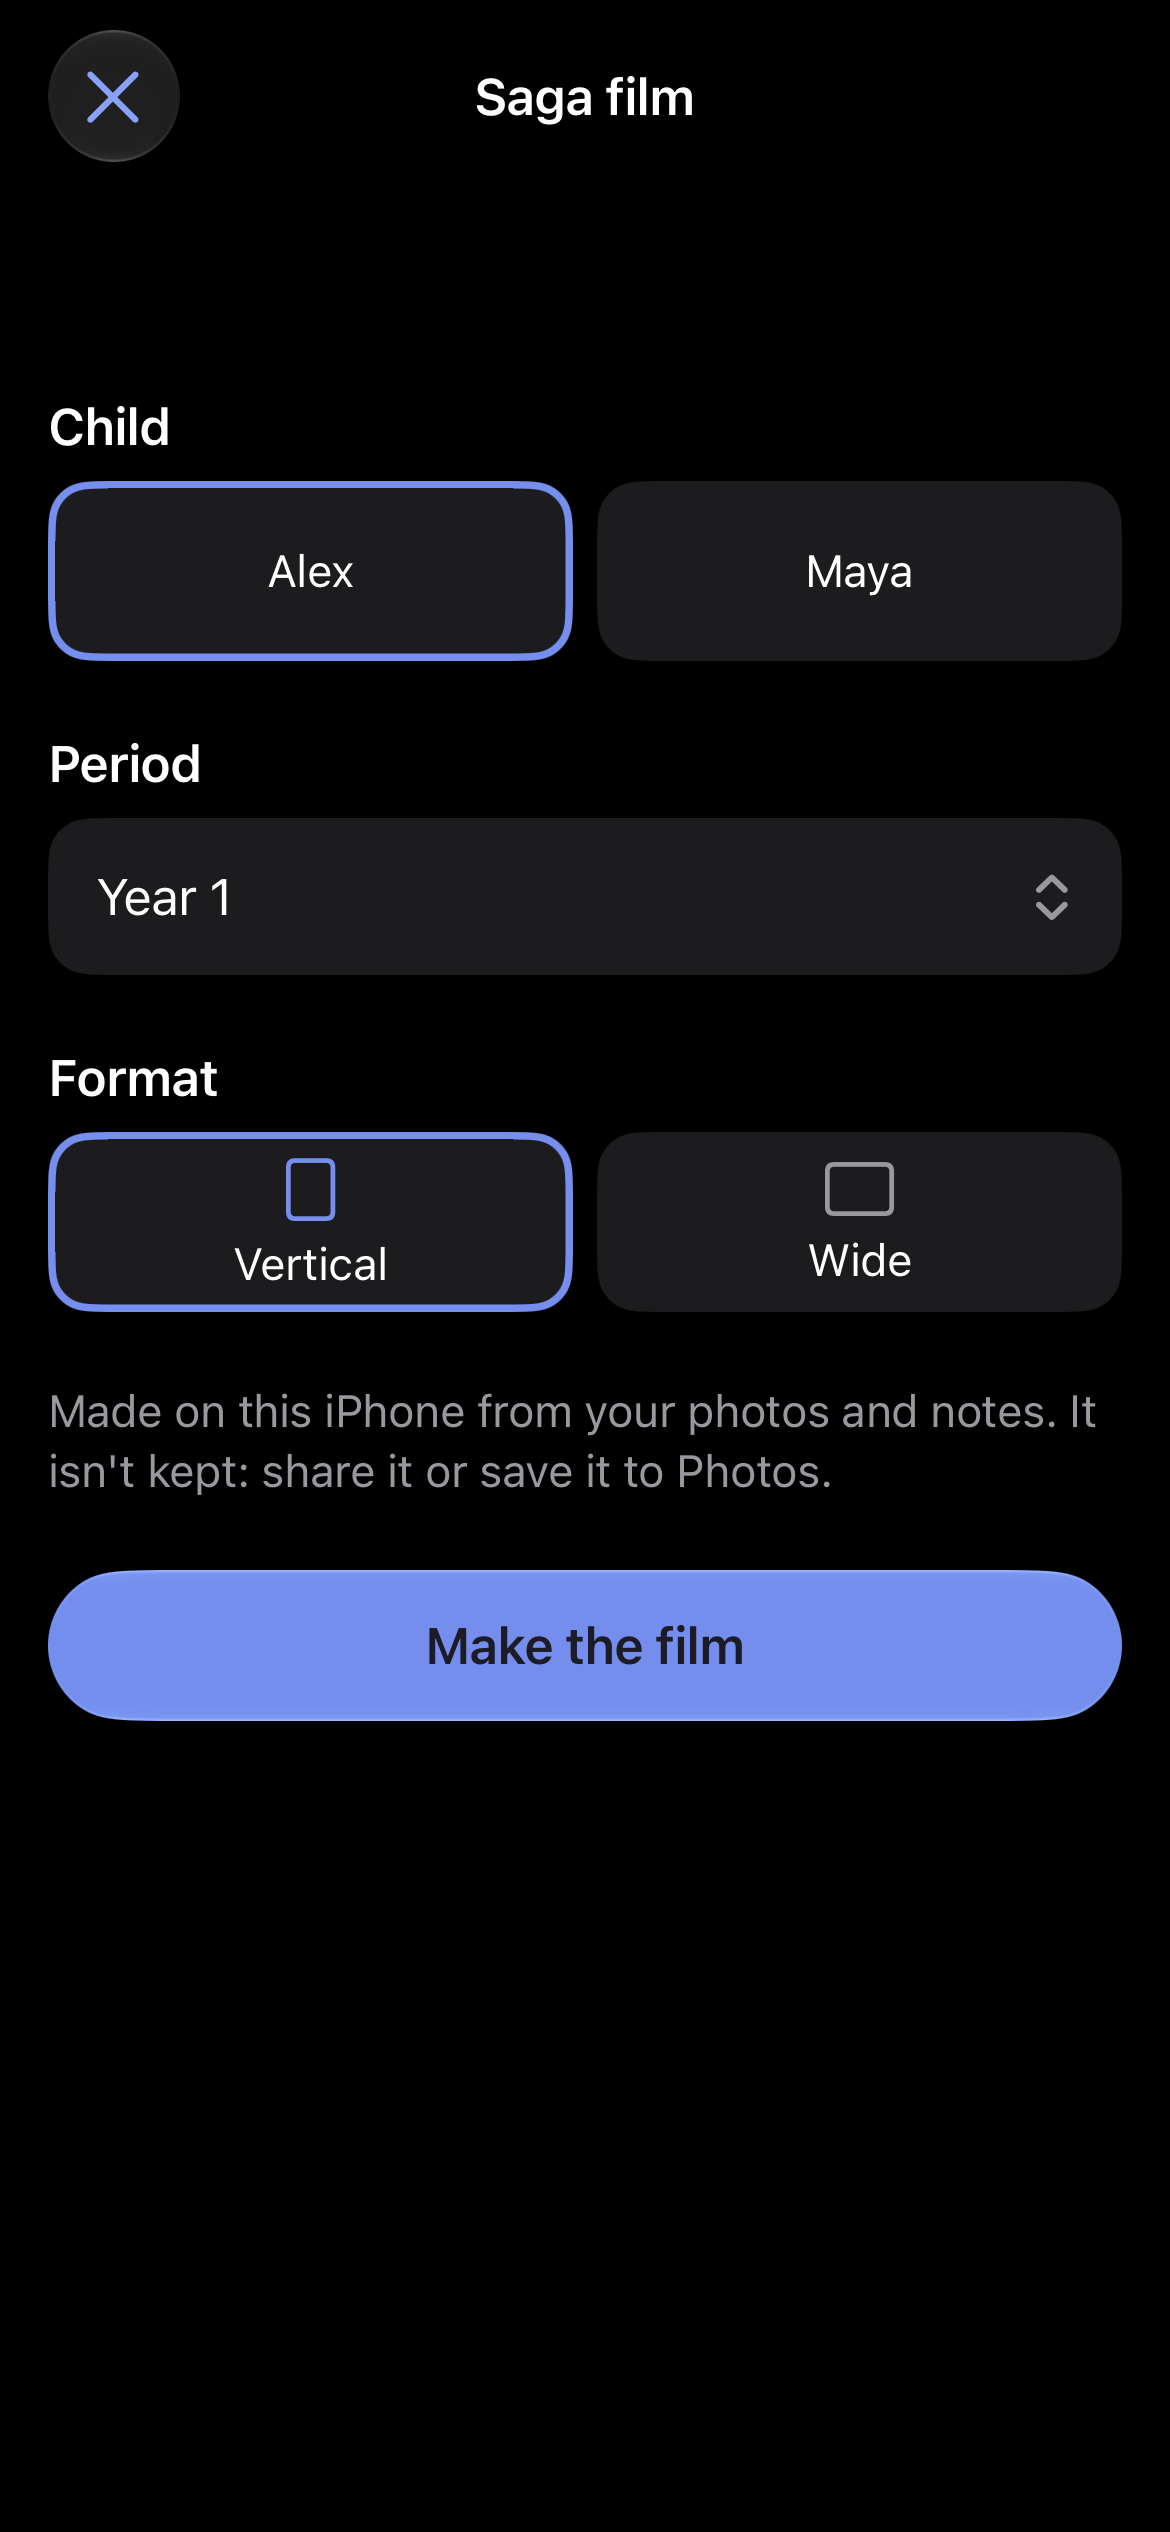 Saga film
Child
Alex
Maya
Period
Year 1
Format
Vertical
Wide
Made on this iPhone from your photos and notes. It
isn't kept: share it or save it to Photos.
Make the film